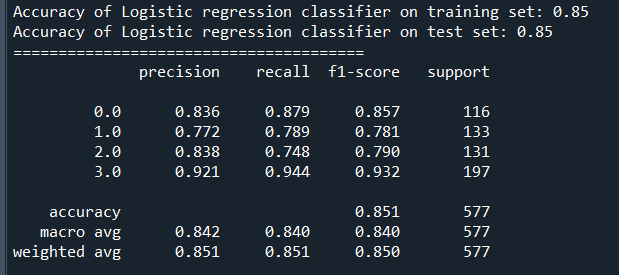 Accuracy of Logistic regression classifier on training set: 0.85
Accuracy of Logistic regression classifier on test set: 0.85
=======================================
precision recall f1-score support
0.0 0.836 0.879 0.857 116
1.0 0.772 0.789 0.781 133
2.0 0.838 0.748 0.790 131
3.0 0.921 0.944 0.932 197
accuracy 0.851 577
macro avg 0.842 0.840 0.840 577
weighted avg 0.851 0.851 0.850 577